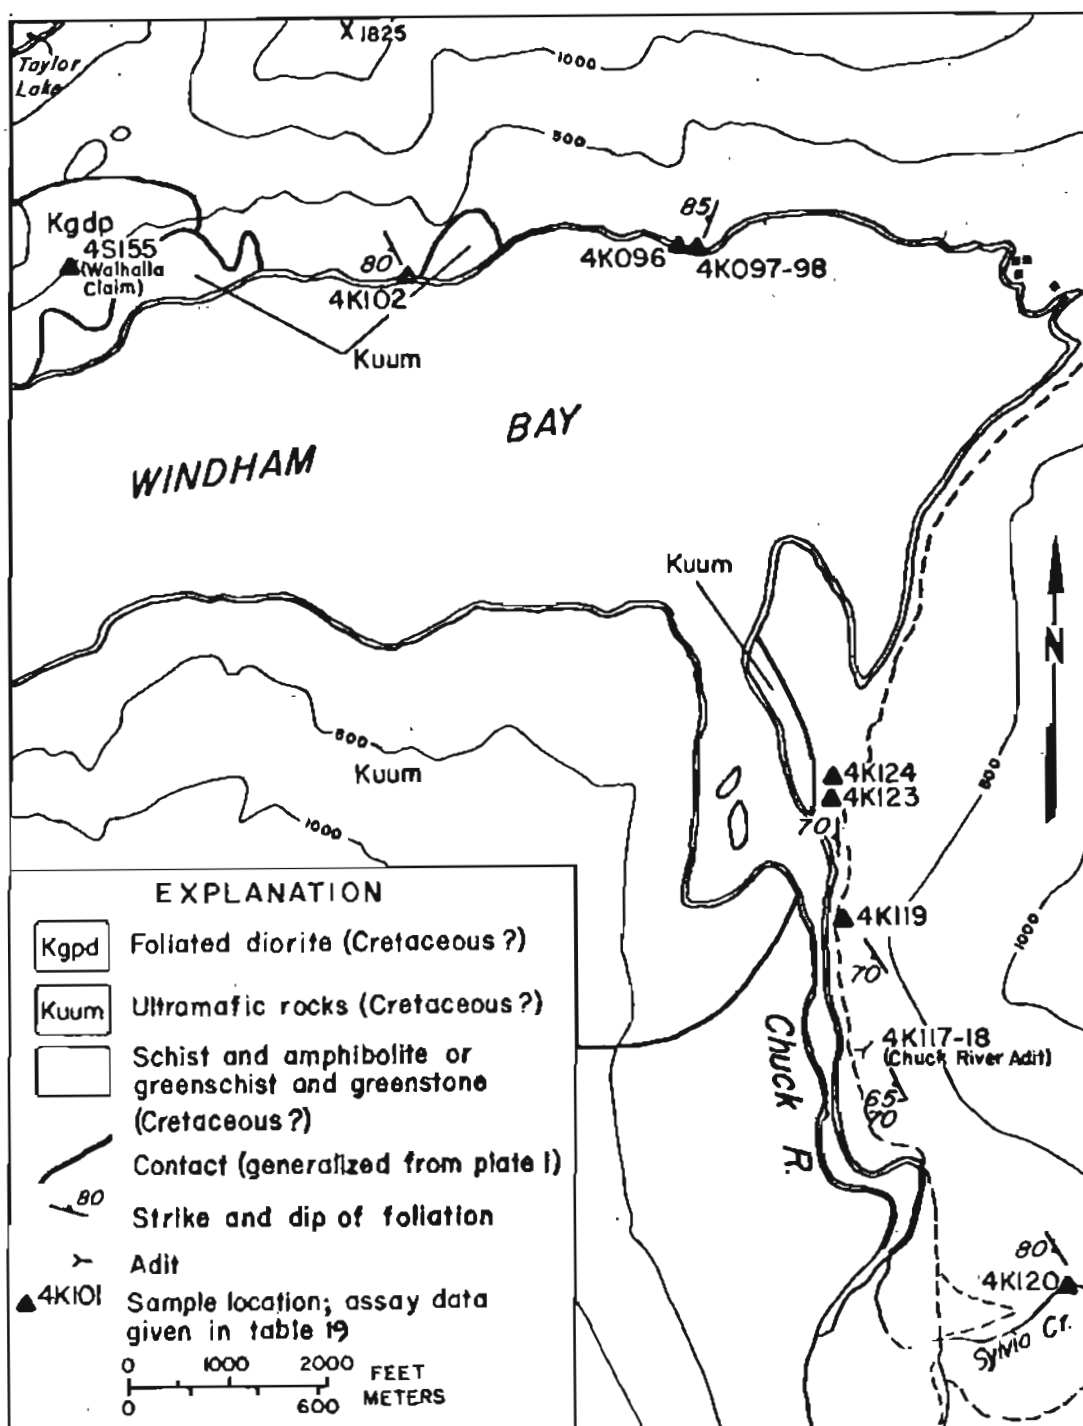 X 1825
Taylor
Lake
1000
500
Kgdp
4S155
(Walhalla
Claim)
80
4K102
Kuum
85
4K096
4K097-98
WINDHAM BAY
Kuum
N
500
Kuum
1000
4K124
4K123
70
500
4K119
70
1000
4K117-18
(Chuck River Adit)
65
70
Chuck R.
80
4K120
Sylvia Cr.
EXPLANATION
Kgpd Foliated diorite (Cretaceous?)
Kuum Ultramafic rocks (Cretaceous?)
Schist and amphibolite or
greenschist and greenstone
(Cretaceous?)
Contact (generalized from plate 1)
80 Strike and dip of foliation
Adit
4K101 Sample location; assay data
given in table 19
0 1000 2000 FEET
0 600 METERS